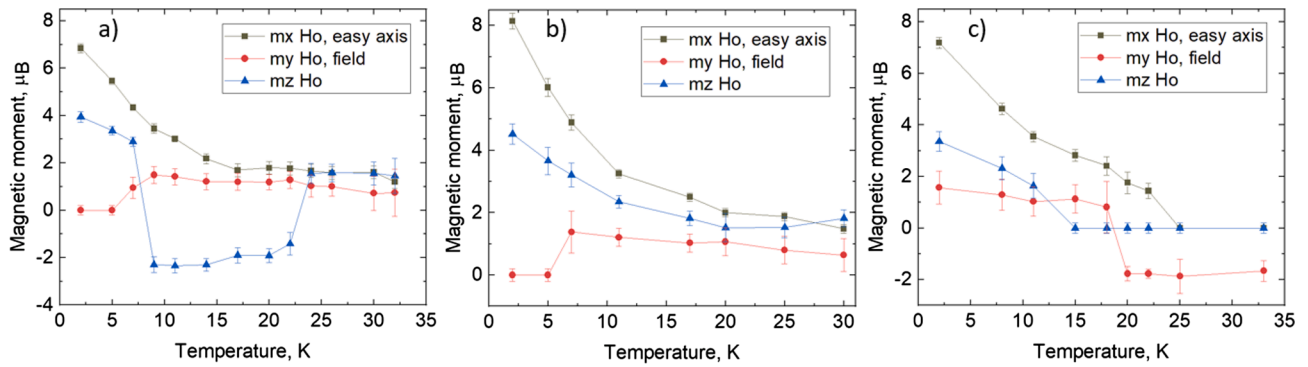 a)
mx Ho, easy axis
my Ho, field
mz Ho
Magnetic moment, μB
8
6
4
2
0
-2
-4
0 5 10 15 20 25 30 35
Temperature, K
b)
mx Ho, easy axis
my Ho, field
mz Ho
Magnetic moment, μB
8
6
4
2
0
0 5 10 15 20 25 30
Temperature, K
c)
mx Ho, easy axis
my Ho, field
mz Ho
Magnetic moment, μB
8
6
4
2
0
-2
0 5 10 15 20 25 30 35
Temperature, K